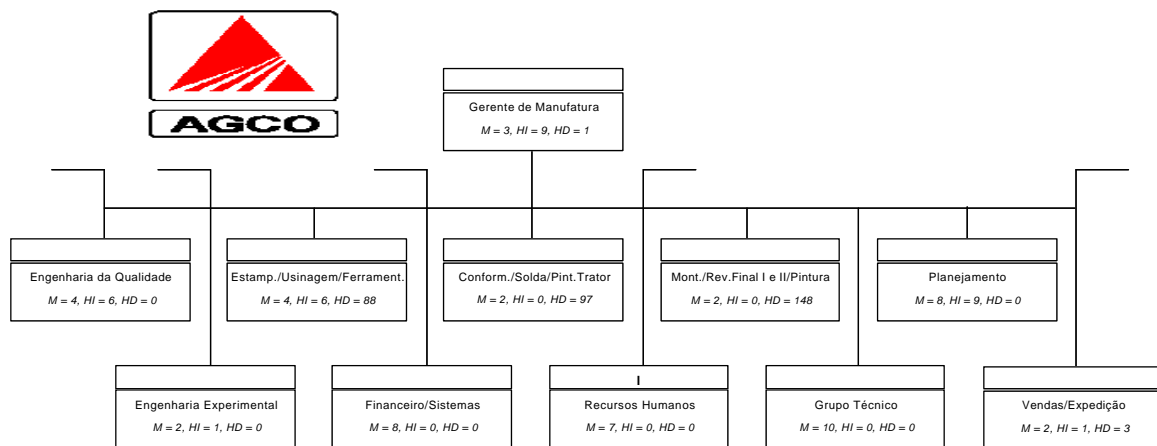 AGCO
Gerente de Manufatura
M = 3, HI = 9, HD = 1
Engenharia da Qualidade
M = 4, HI = 6, HD = 0
Estamp./Usinagem/Ferrament.
M = 4, HI = 6, HD = 88
Conform./Solda/Pint.Trator
M = 2, HI = 0, HD = 97
Mont./Rev.Final I e II/Pintura
M = 2, HI = 0, HD = 148
Planejamento
M = 8, HI = 9, HD = 0
Engenharia Experimental
M = 2, HI = 1, HD = 0
Financeiro/Sistemas
M = 8, HI = 0, HD = 0
I
Recursos Humanos
M = 7, HI = 0, HD = 0
Grupo Técnico
M = 10, HI = 0, HD = 0
Vendas/Expedição
M = 2, HI = 1, HD = 3